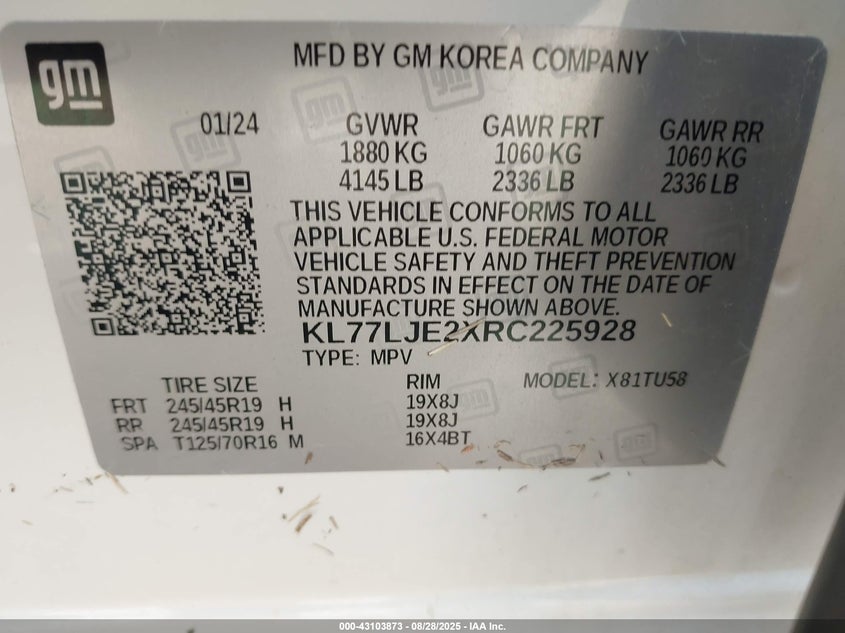 gm
MFD BY GM KOREA COMPANY
01/24 GVWR GAWR FRT GAWR RR
1880 KG 1060 KG 1060 KG
4145 LB 2336 LB 2336 LB
THIS VEHICLE CONFORMS TO ALL
APPLICABLE U.S. FEDERAL MOTOR
VEHICLE SAFETY AND THEFT PREVENTION
STANDARDS IN EFFECT ON THE DATE OF
MANUFACTURE SHOWN ABOVE.
KL77LJE2XRC225928
TYPE: MPV
TIRE SIZE RIM MODEL: X81TU58
FRT 245/45R19 H 19X8J
RR 245/45R19 H 19X8J
SPA T125/70R16 M 16X4BT
000-43103873 / 08/28/2025 - IAA Inc.